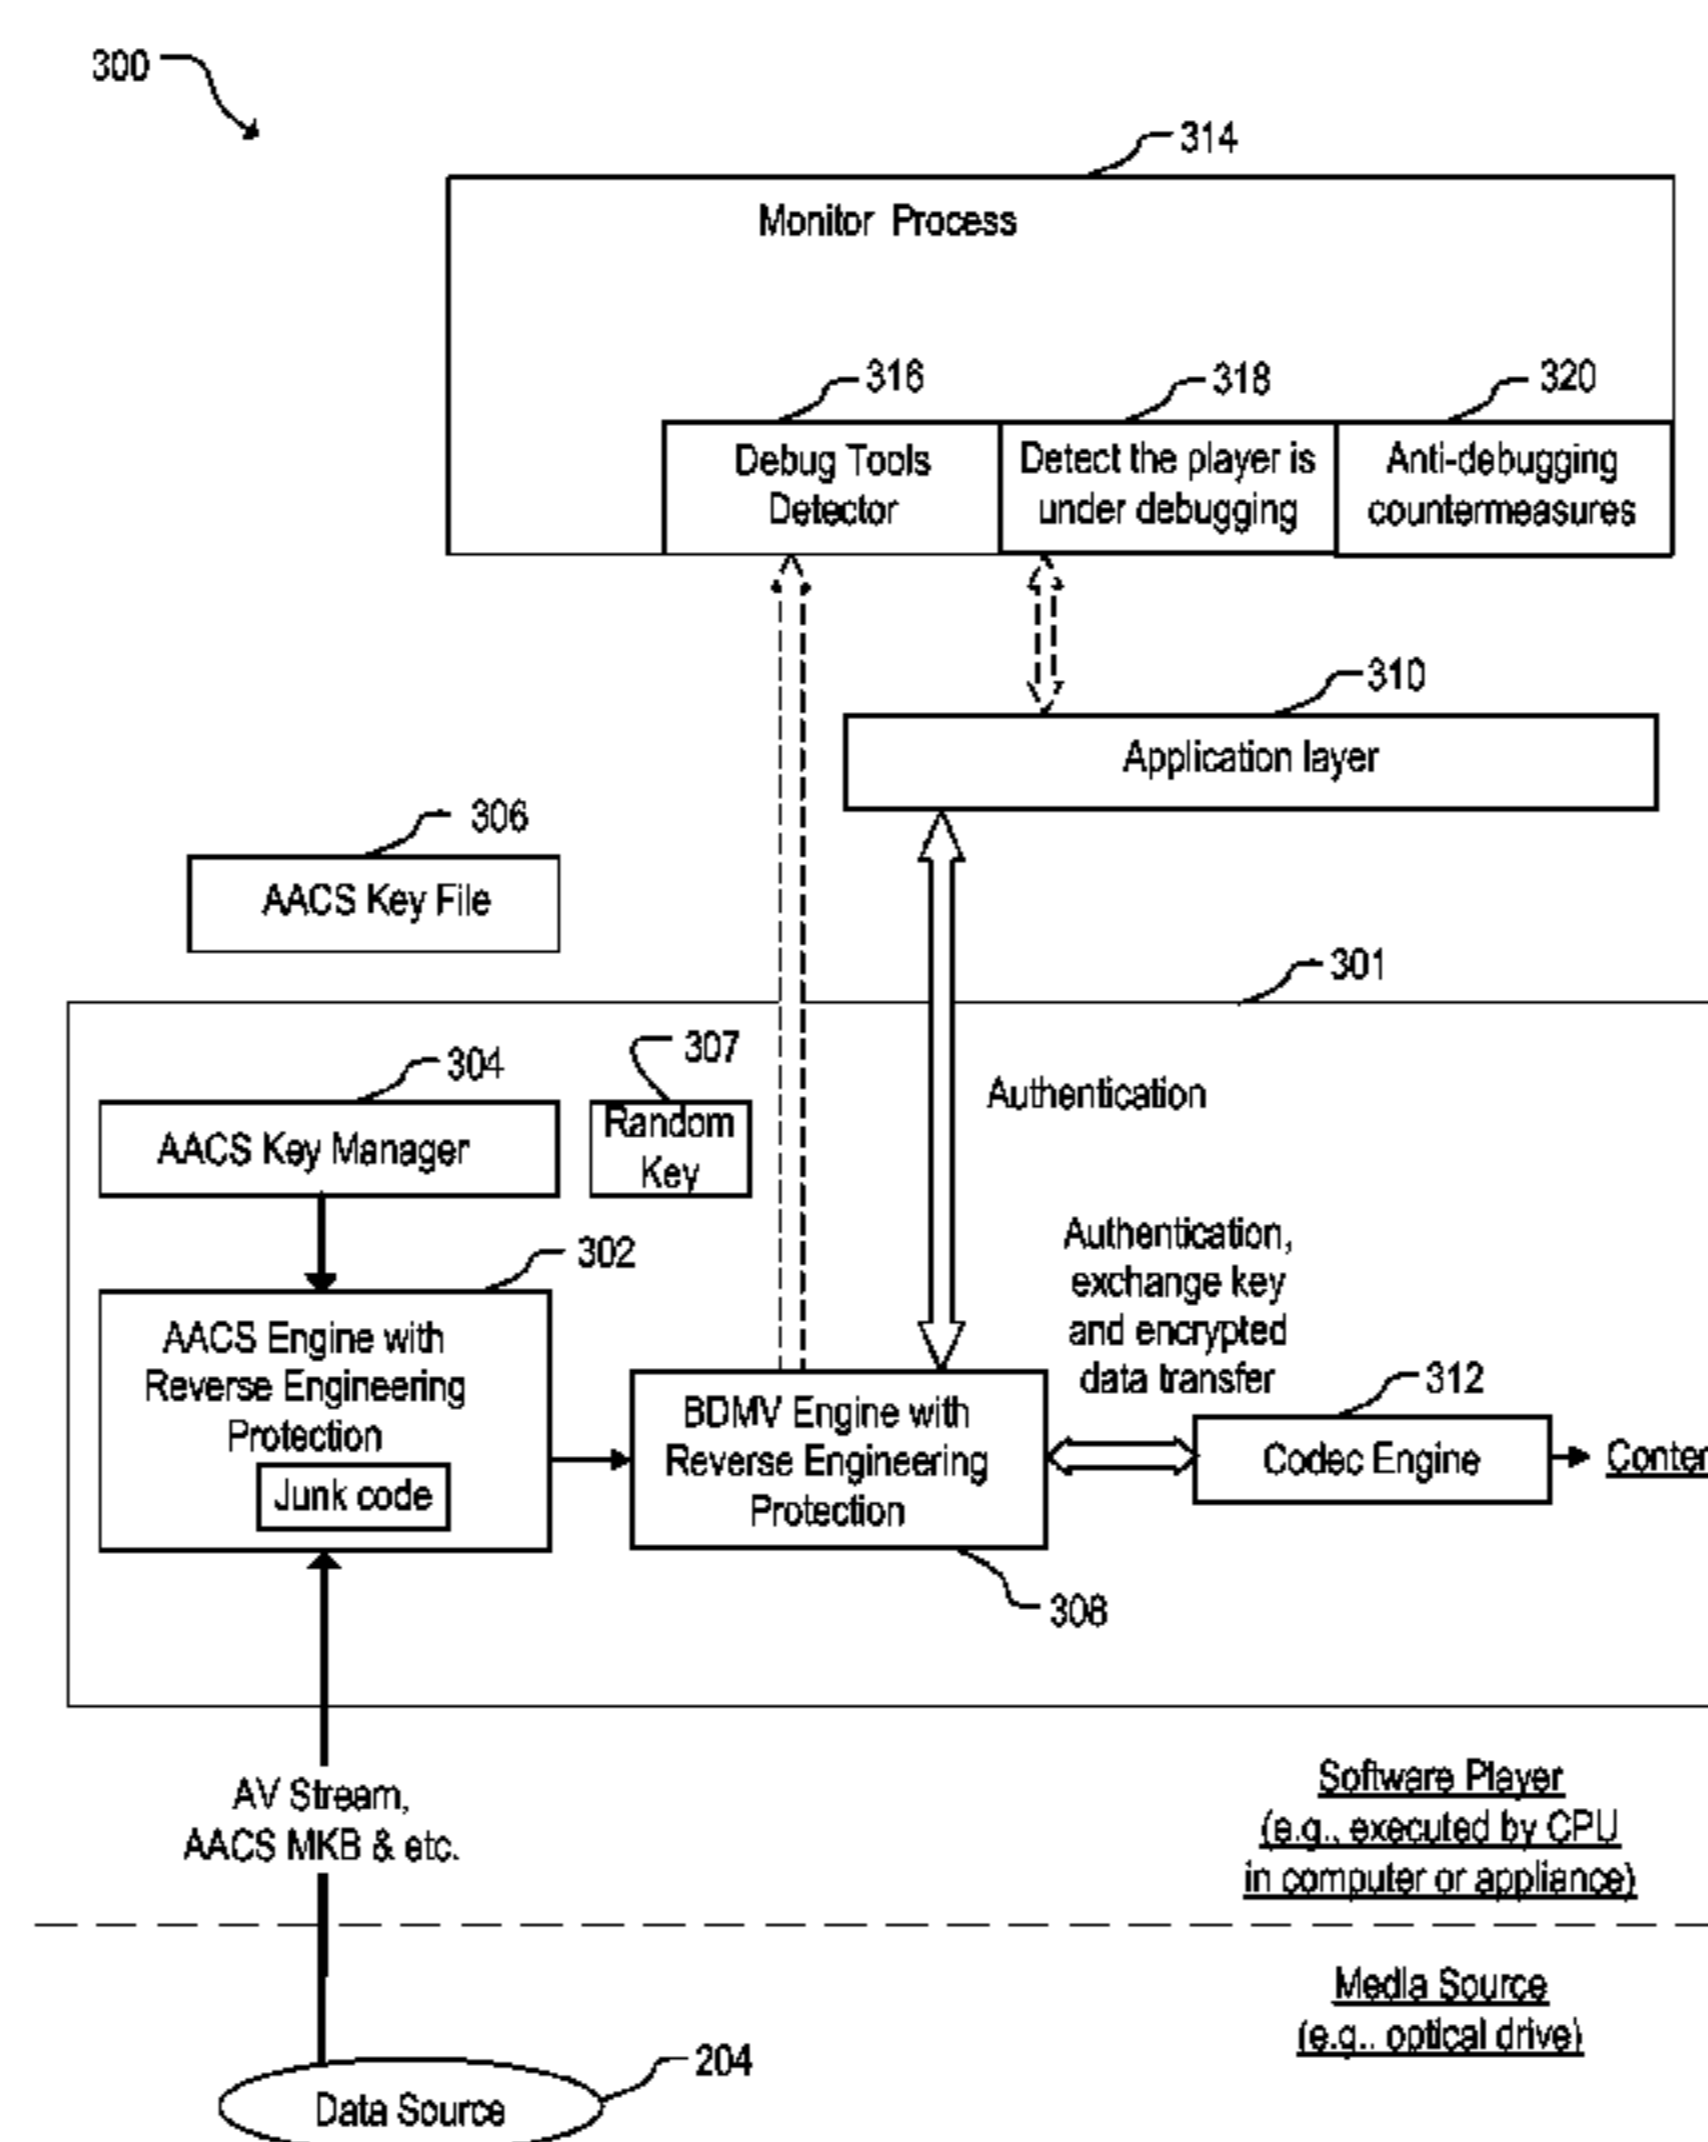 300
314
Monitor Process
316
318
320
Debug Tools
Detector
Detect the player is
under debugging
Anti-debugging
countermeasures
310
Application layer
306
AACS Key File
301
304
307
AACS Key Manager
Random
Key
Authentication
302
AACS Engine with
Reverse Engineering
Protection
Junk code
Authentication,
exchange key
and encrypted
data transfer
BDMV Engine with
Reverse Engineering
Protection
312
Codec Engine
308
AV Stream,
AACS MKB & etc.
Software Player
(e.g., executed by CPU
in computer or appliance)
Media Source
(e.g., optical drive)
204
Data Source